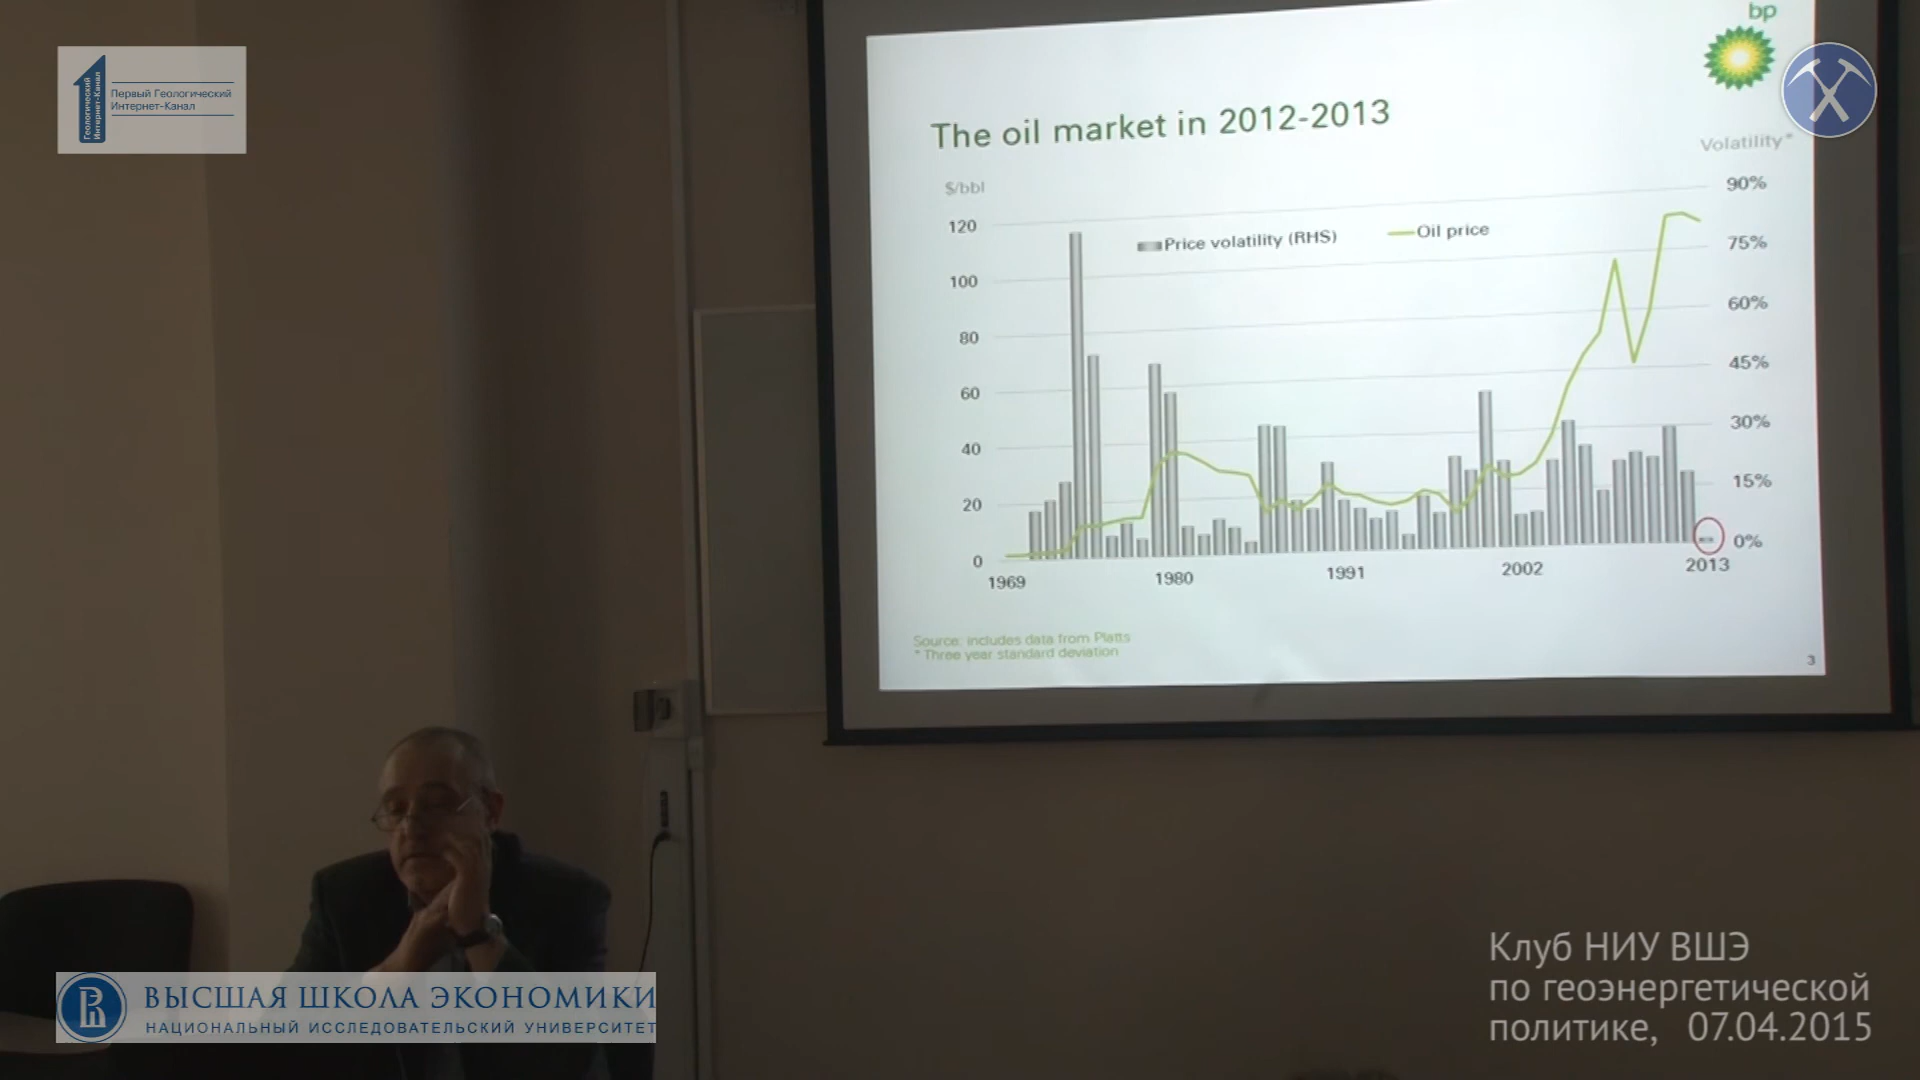 Геологический
Интернет-Канал
Первый Геологический
Интернет-Канал
bp
The oil market in 2012-2013
Volatility*
$/bbl
90%
120
Price volatility (RHS)
Oil price
75%
100
60%
80
45%
60
30%
40
15%
20
0%
0
1969
1980
1991
2002
2013
Source: includes data from Platts
* Three year standard deviation
3
Клуб НИУ ВШЭ
по геоэнергетической
политике, 07.04.2015
ВЫСШАЯ ШКОЛА ЭКОНОМИКИ
НАЦИОНАЛЬНЫЙ ИССЛЕДОВАТЕЛЬСКИЙ УНИВЕРСИТЕТ